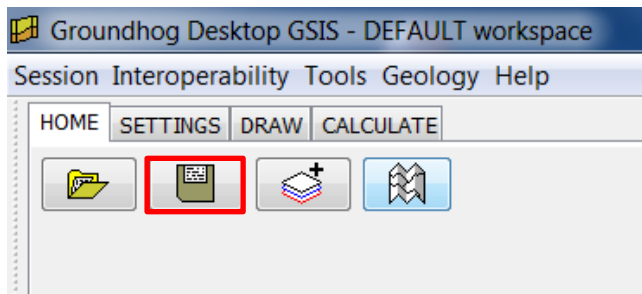 Groundhog Desktop GSIS - DEFAULT workspace
Session Interoperability Tools Geology Help
HOME SETTINGS DRAW CALCULATE